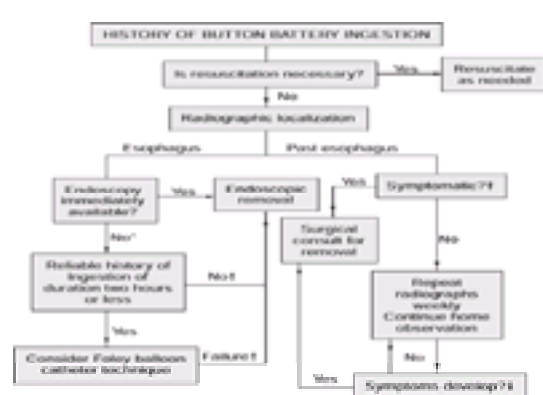 HISTORY OF BUTTON BATTERY INGESTION
Is resuscitation necessary?
Yes
Resuscitate
as needed
No
Radiographic localization
Esophagus
Past esophagus
Endoscopy
immediately
available?
Yes
Endoscopic
removal
Yes
Symptomatic?†
No*
Surgical
consult for
removal
No
Reliable history of
ingestion of
duration two hours
or less
No†
Repeat
radiographs
weekly
Continue home
observation
Yes
Consider Foley balloon
catheter technique
Failure†
No
Yes
Symptoms develop?‡